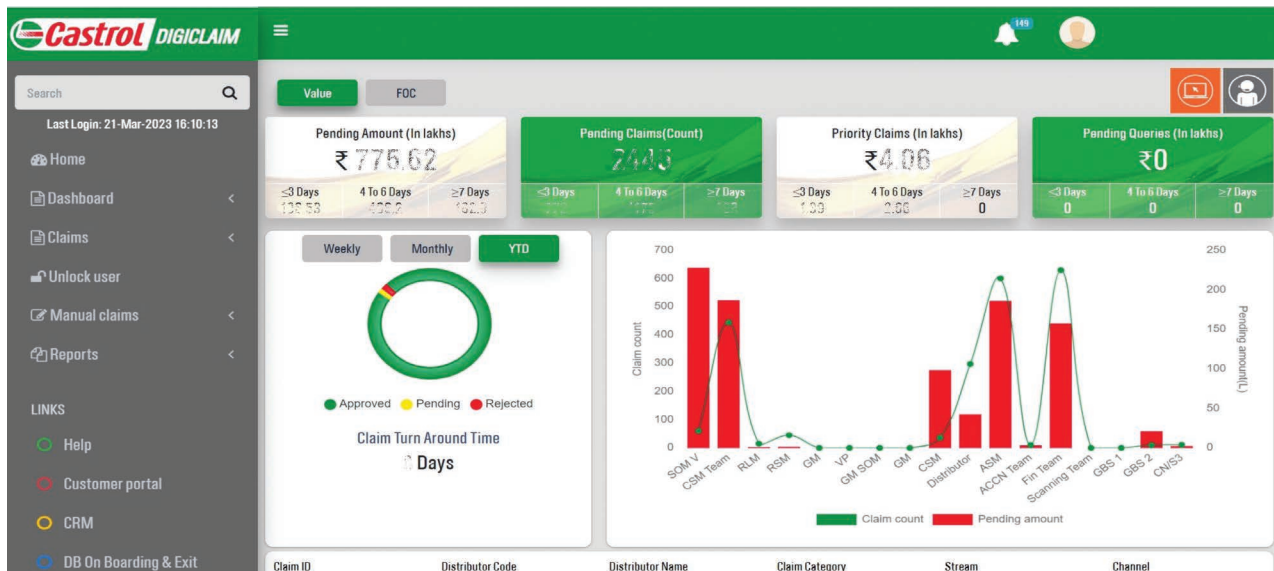 Castrol DIGICLAIM
149
Search
Last Login: 21-Mar-2023 16:10:13
Home
Dashboard
Claims
Unlock user
Manual claims
Reports
LINKS
Help
Customer portal
CRM
DB On Boarding & Exit
Value FOC
Pending Amount (In lakhs)
₹ 775.62
≤3 Days 4 To 6 Days ≥7 Days
Pending Claims(Count)
2443
≤3 Days 4 To 6 Days ≥7 Days
Priority Claims (In lakhs)
₹4.06
≤3 Days 4 To 6 Days ≥7 Days
0
Pending Queries (In lakhs)
₹0
≤3 Days 4 To 6 Days ≥7 Days
0 0 0
Weekly Monthly YTD
Approved Pending Rejected
Claim Turn Around Time
Days
Claim count
700
600
500
400
300
200
100
0
250
200
150
100
50
0
Pending amount(L)
SOM V CSM Team RLM RSM GM VP GM SOM GM CSM Distributor ASM ACCN Team Fin Team Scanning Team GBS 1 GBS 2 CN/S3
Claim count Pending amount
Claim ID Distributor Code Distributor Name Claim Category Stream Channel